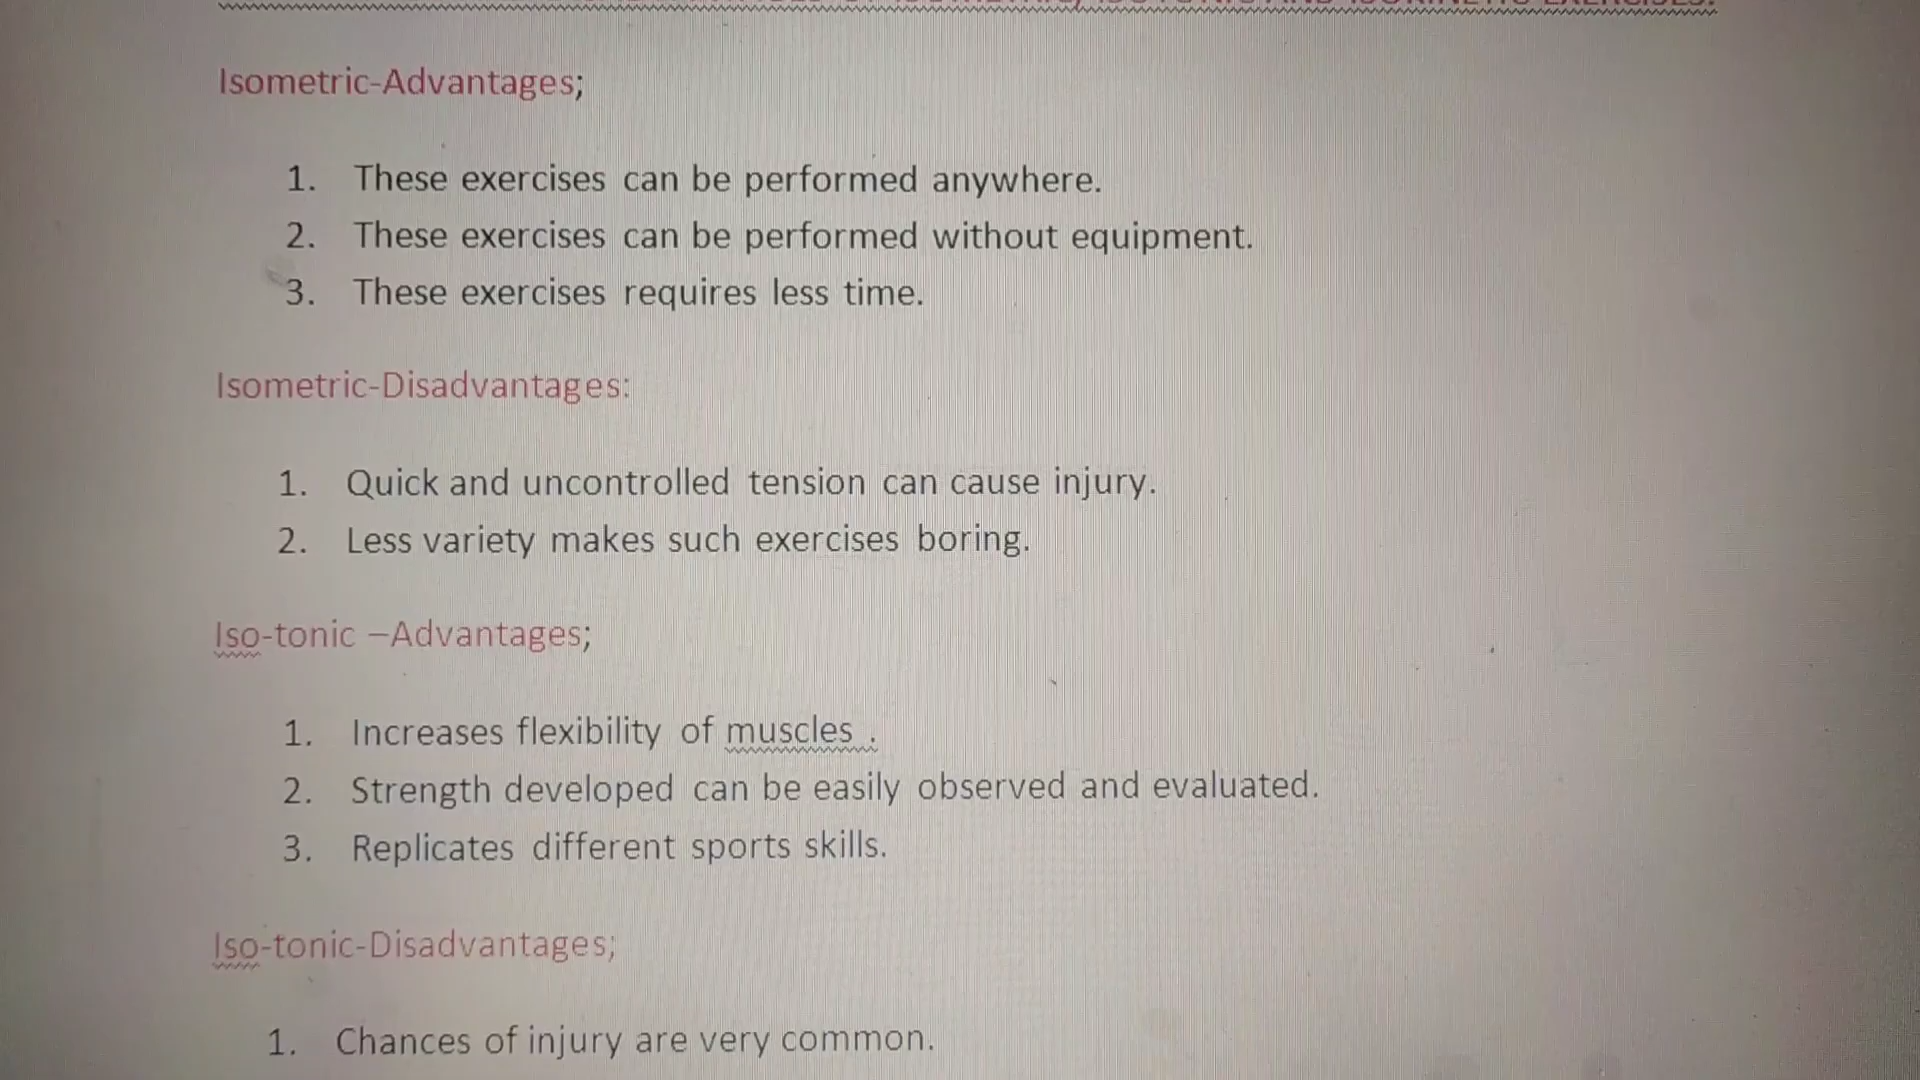 Isometric-Advantages;
1. These exercises can be performed anywhere.
2. These exercises can be performed without equipment.
3. These exercises requires less time.
Isometric-Disadvantages:
1. Quick and uncontrolled tension can cause injury.
2. Less variety makes such exercises boring.
Iso-tonic –Advantages;
1. Increases flexibility of muscles .
2. Strength developed can be easily observed and evaluated.
3. Replicates different sports skills.
Iso-tonic-Disadvantages;
1. Chances of injury are very common.